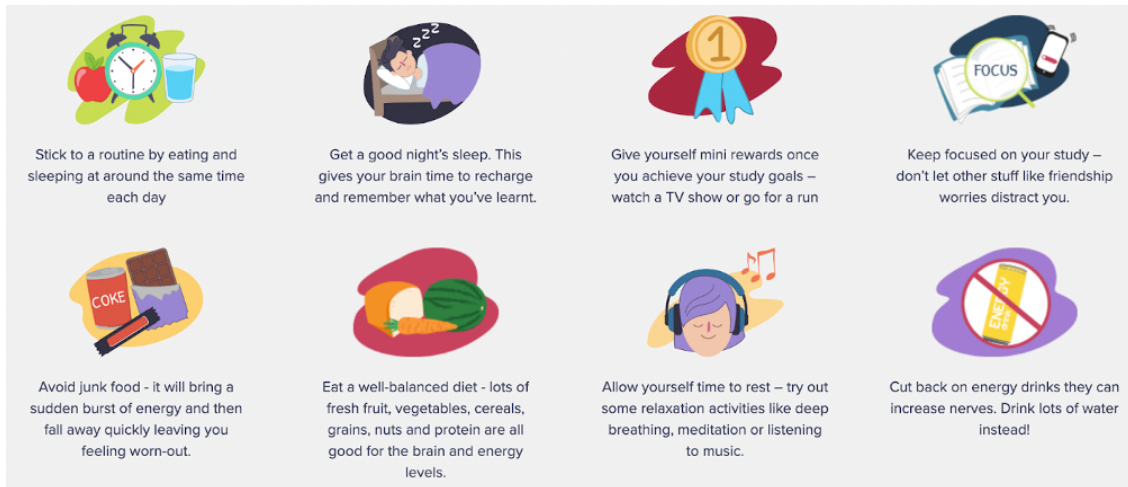 zzz
1
FOCUS
Stick to a routine by eating and
sleeping at around the same time
each day
Get a good night's sleep. This
gives your brain time to recharge
and remember what you've learnt.
Give yourself mini rewards once
you achieve your study goals –
watch a TV show or go for a run
Keep focused on your study –
don't let other stuff like friendship
worries distract you.
COKE
ENERGY
Avoid junk food - it will bring a
sudden burst of energy and then
fall away quickly leaving you
feeling worn-out.
Eat a well-balanced diet - lots of
fresh fruit, vegetables, cereals,
grains, nuts and protein are all
good for the brain and energy
levels.
Allow yourself time to rest – try out
some relaxation activities like deep
breathing, meditation or listening
to music.
Cut back on energy drinks they can
increase nerves. Drink lots of water
instead!